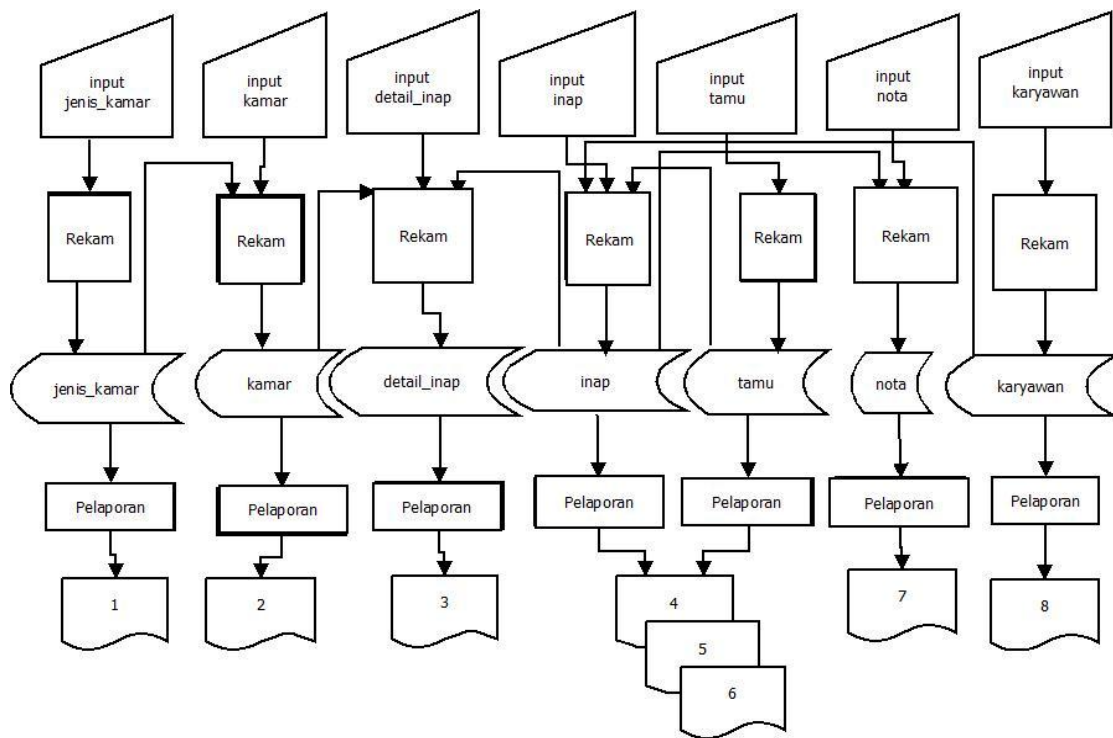 input
jenis_kamar
input
kamar
input
detail_inap
input
inap
input
tamu
input
nota
input
karyawan
Rekam
Rekam
Rekam
Rekam
Rekam
Rekam
Rekam
jenis_kamar
kamar
detail_inap
inap
tamu
nota
karyawan
Pelaporan
Pelaporan
Pelaporan
Pelaporan
Pelaporan
Pelaporan
Pelaporan
1
2
3
4
5
6
7
8